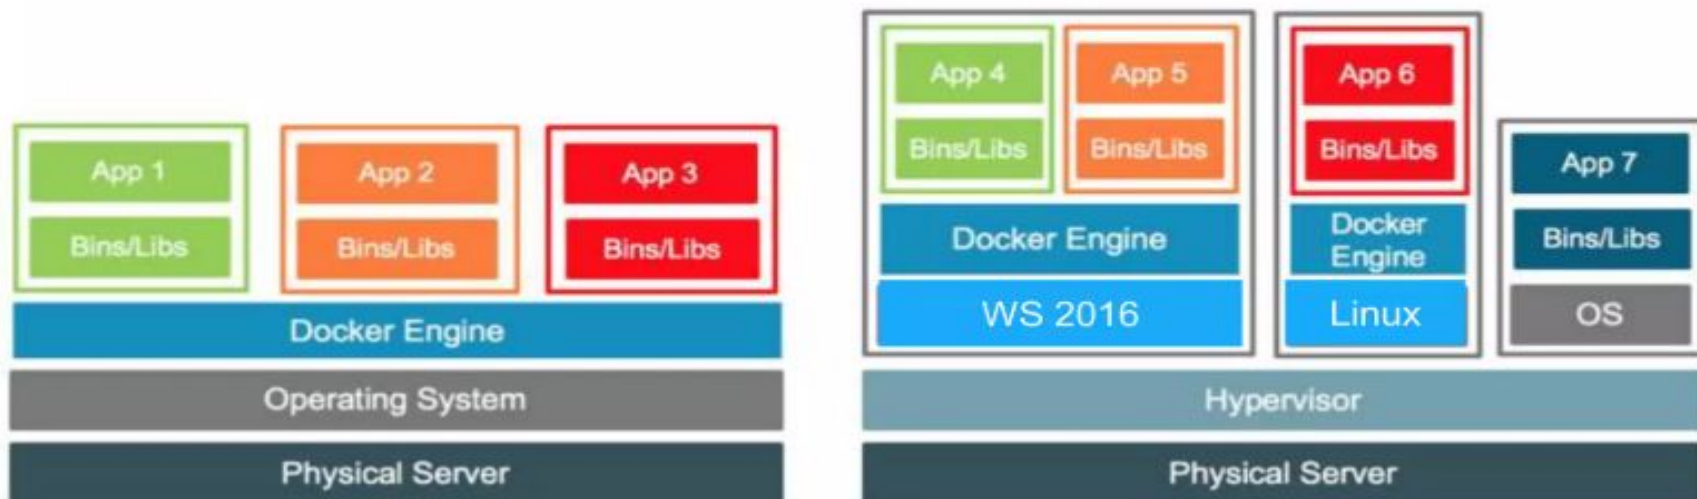 App 1
Bins/Libs
App 2
Bins/Libs
App 3
Bins/Libs
Docker Engine
Operating System
Physical Server
App 4
Bins/Libs
App 5
Bins/Libs
Docker Engine
WS 2016
App 6
Bins/Libs
Docker
Engine
Linux
App 7
Bins/Libs
OS
Hypervisor
Physical Server